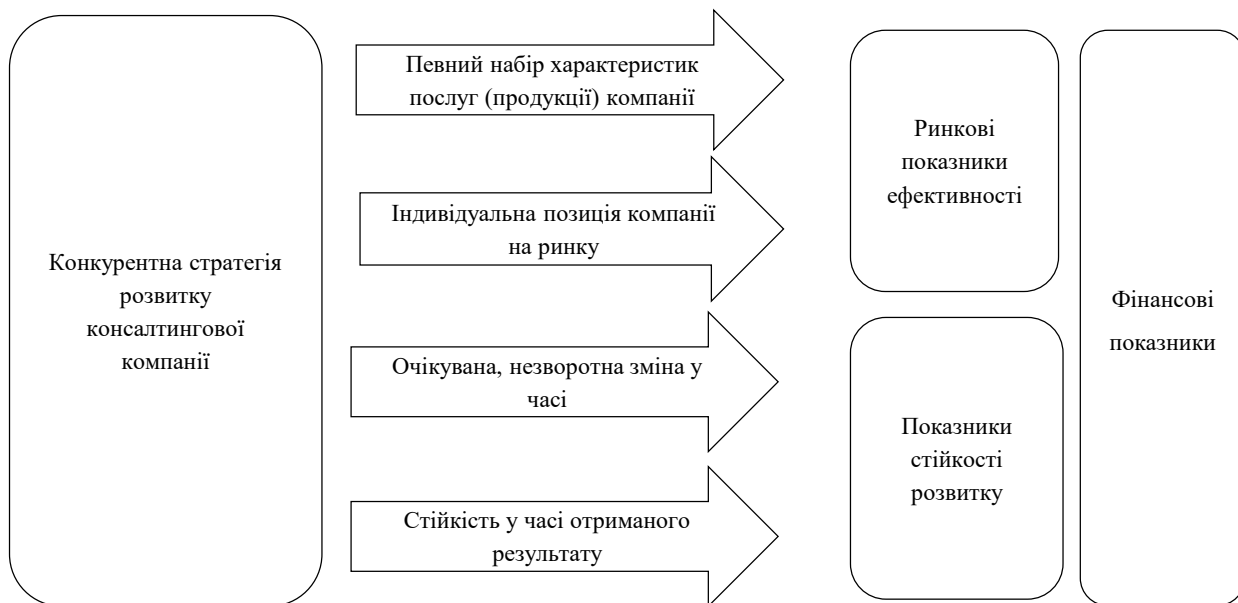 Конкурентна стратегія
розвитку
консалтингової
компанії
Певний набір характеристик
послуг (продукції) компанії
Індивідуальна позиція компанії
на ринку
Очікувана, незворотна зміна у
часі
Стійкість у часі отриманого
результату
Ринкові
показники
ефективності
Показники
стійкості
розвитку
Фінансові
показники